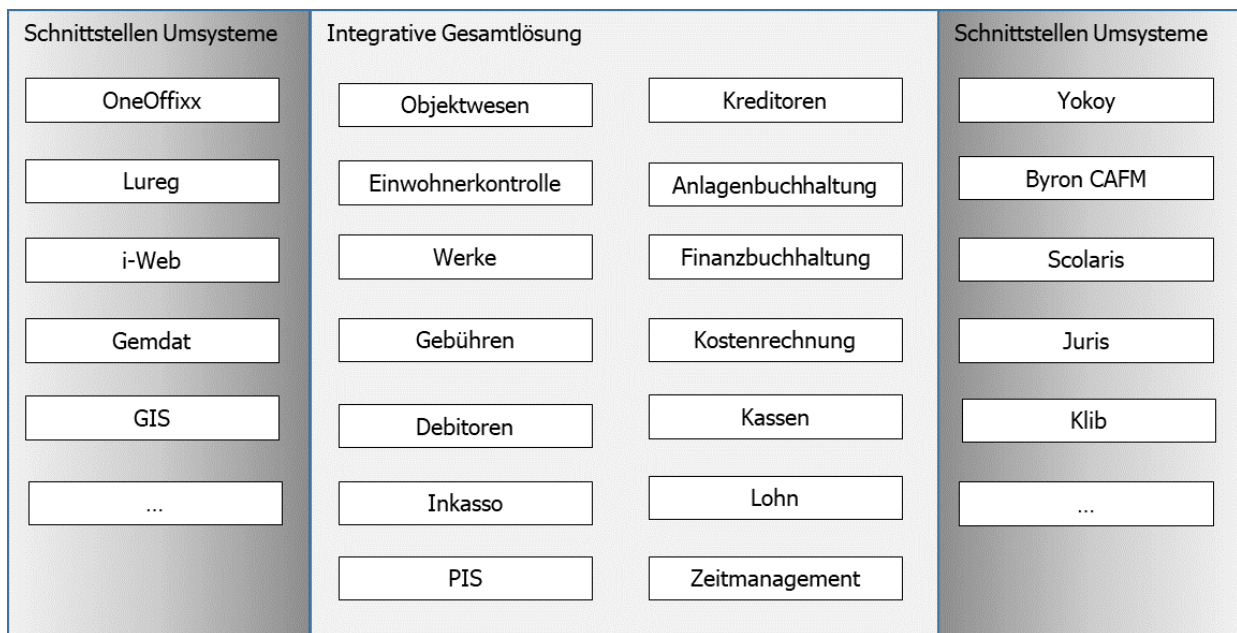 Schnittstellen Umsysteme
OneOffixx
Lureg
i-Web
Gemdat
GIS
...
Integrative Gesamtlösung
Objektwesen
Einwohnerkontrolle
Werke
Gebühren
Debitoren
Inkasso
PIS
Kreditoren
Anlagenbuchhaltung
Finanzbuchhaltung
Kostenrechnung
Kassen
Lohn
Zeitmanagement
Schnittstellen Umsysteme
Yokoy
Byron CAFM
Scolaris
Juris
Klib
...